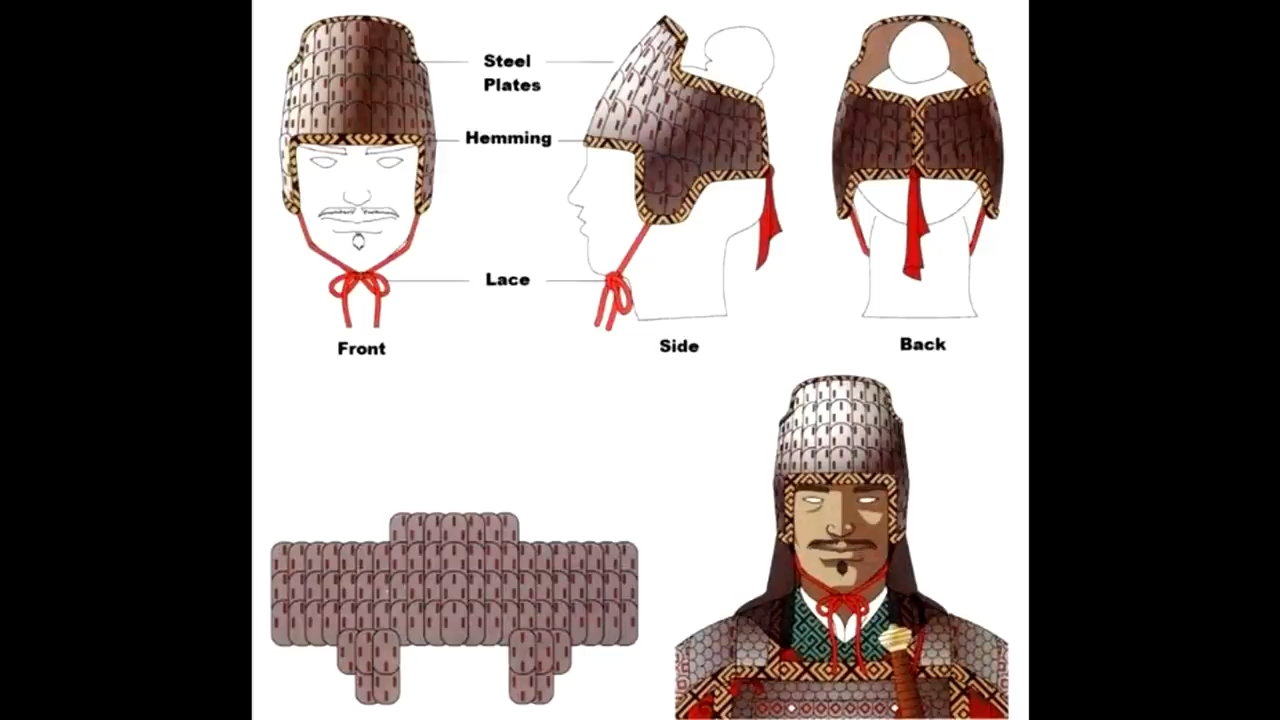 Steel
Plates
Hemming
Lace
Front
Side
Back